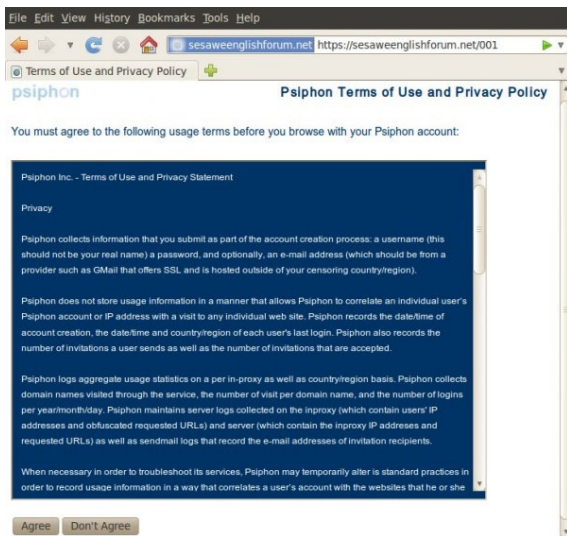 File Edit View History Bookmarks Tools Help
sesaweenglishforum.net https://sesaweenglishforum.net/001
Terms of Use and Privacy Policy
psiphon
Psiphon Terms of Use and Privacy Policy
You must agree to the following usage terms before you browse with your Psiphon account:
Psiphon Inc. - Terms of Use and Privacy Statement
Privacy
Psiphon collects information that you submit as part of the account creation process: a username (this
should not be your real name) a password, and optionally, an e-mail address (which should be from a
provider such as GMail that offers SSL and is hosted outside of your censoring country/region).
Psiphon does not store usage information in a manner that allows Psiphon to correlate an individual user's
Psiphon account or IP address with a visit to any individual web site. Psiphon records the date/time of
account creation, the date/time and country/region of each user's last login. Psiphon also records the
number of invitations a user sends as well as the number of invitations that are accepted.
Psiphon logs aggregate usage statistics on a per in-proxy as well as country/region basis. Psiphon collects
domain names visited through the service, the number of visit per domain name, and the number of logins
per year/month/day. Psiphon maintains server logs collected on the inproxy (which contain users' IP
addresses and obfuscated requested URLs) and server (which contain the inproxy IP addreses and
requested URLs) as well as sendmail logs that record the e-mail addresses of invitation recipients.
When necessary in order to troubleshoot its services, Psiphon may temporarily alter is standard practices in
order to record usage information in a way that correlates a user's account with the websites that he or she
Agree Don't Agree